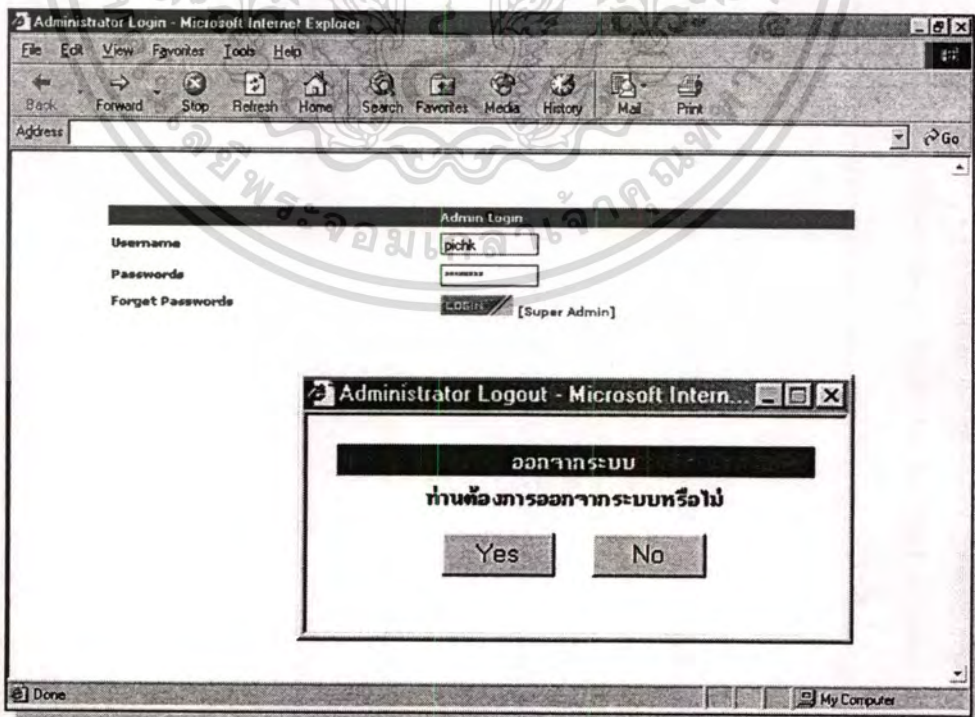 Administrator Login - Microsoft Internet Explorer
File Edit View Favorites Tools Help
Back Forward Stop Refresh Home Search Favorites Media History Mail Print
Address Go
Admin Login
Username pichk
Passwords ********
Forget Passwords LOGIN [Super Admin]
Administrator Logout - Microsoft Intern...
ออกจากระบบ
ท่านต้องการออกจากระบบหรือไม่
Yes No
Done My Computer